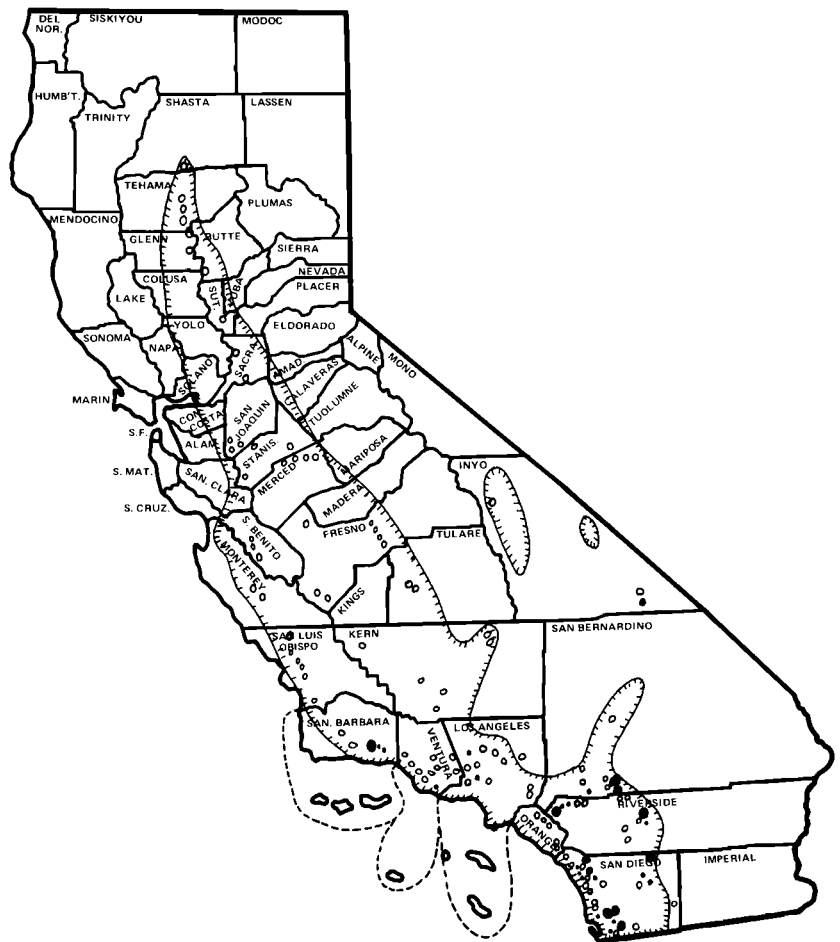 DEL
NOR.
SISKIYOU
MODOC
HUMB'T.
TRINITY
SHASTA
LASSEN
TEHAMA
PLUMAS
MENDOCINO
GLENN
BUTTE
SIERRA
NEVADA
COLUSA
LAKE
SUT.
YUBA
PLACER
YOLO
ELDORADO
SONOMA
NAPA
SACRA
ALPINE
MONO
SOLANO
AMAD.
MARIN
CALAVERAS
CON.
COSTA
SAN
JOAQUIN
TUOLUMNE
S.F.
ALAM.
STANIS.
MARIPOSA
S. MAT.
SAN. CLARA
MERCED
INYO
S. CRUZ.
MADERA
S. BENITO
FRESNO
TULARE
MONTEREY
KINGS
SAN LUIS
OBISPO
KERN
SAN BERNARDINO
SAN. BARBARA
VENTURA
LOS ANGELES
RIVERSIDE
ORANGE
SAN DIEGO
IMPERIAL